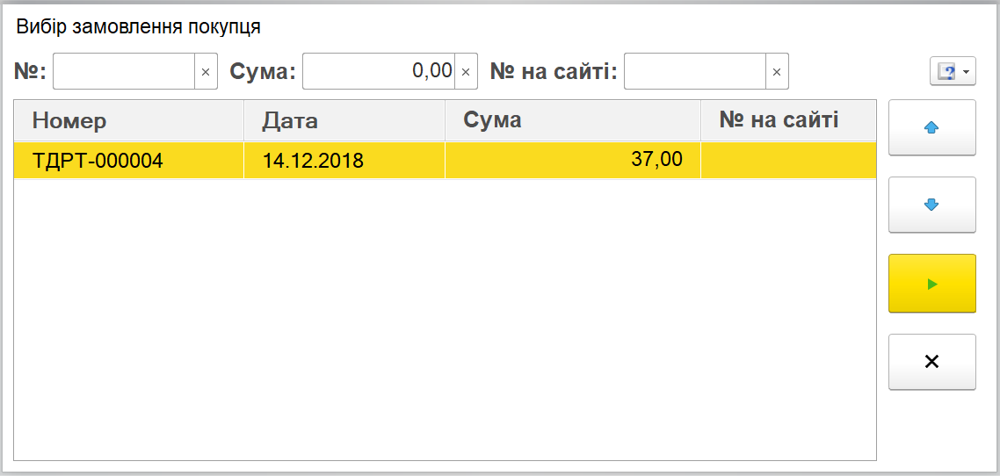 Вибір замовлення покупця
№: Сума: 0,00 № на сайті:
Номер Дата Сума № на сайті
ТДРТ-000004 14.12.2018 37,00